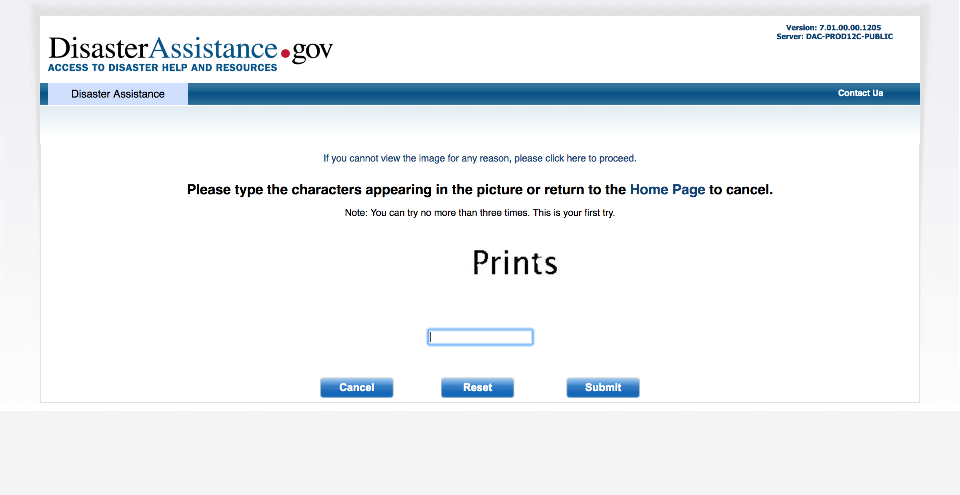 Version: 7.01.00.00.1205
Server: DAC-PROD12C-PUBLIC
DisasterAssistance.gov
ACCESS TO DISASTER HELP AND RESOURCES
Disaster Assistance
Contact Us
If you cannot view the image for any reason, please click here to proceed.
Please type the characters appearing in the picture or return to the Home Page to cancel.
Note: You can try no more than three times. This is your first try.
Prints
Cancel
Reset
Submit